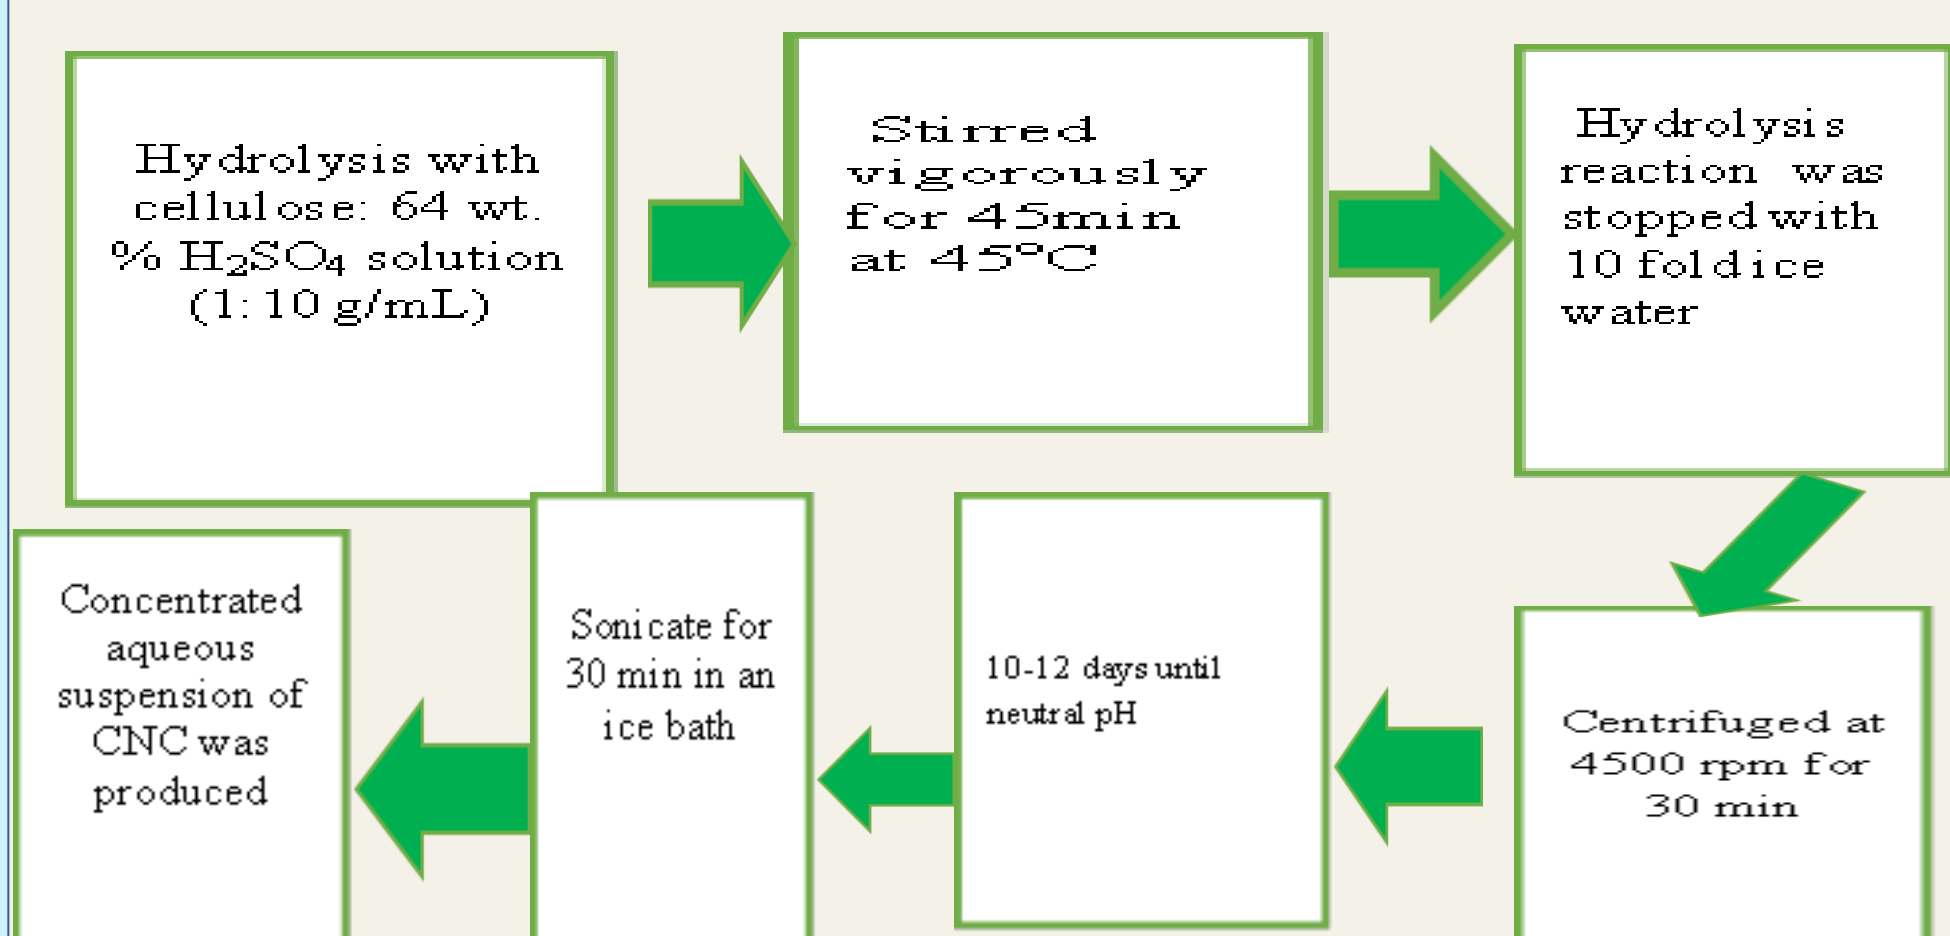 Hydrolysis with
cellulose: 64 wt.
% H₂SO₄ solution
(1: 10 g/mL)
Stirred
vigorously
for 45min
at 45°C
Hydrolysis
reaction was
stopped with
10 fold ice
water
Centrifuged at
4500 rpm for
30 min
10-12 days until
neutral pH
Sonicate for
30 min in an
ice bath
Concentrated
aqueous
suspension of
CNC was
produced